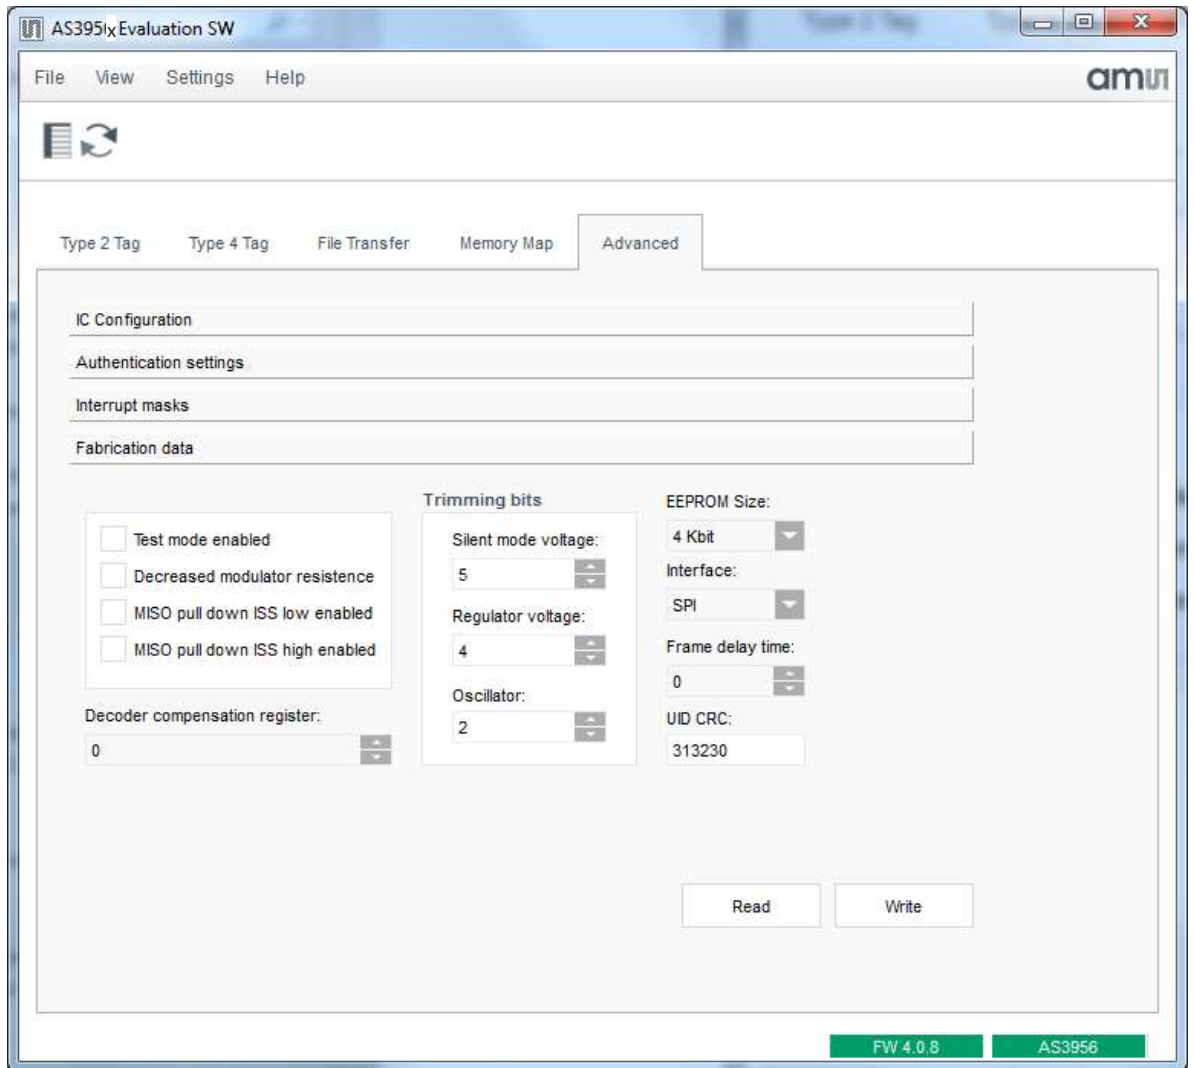 AS395x Evaluation SW
File View Settings Help
amu
Type 2 Tag Type 4 Tag File Transfer Memory Map Advanced
IC Configuration
Authentication settings
Interrupt masks
Fabrication data
Test mode enabled
Decreased modulator resistence
MISO pull down ISS low enabled
MISO pull down ISS high enabled
Decoder compensation register:
0
Trimming bits
Silent mode voltage:
5
Regulator voltage:
4
Oscillator:
2
EEPROM Size:
4 Kbit
Interface:
SPI
Frame delay time:
0
UID CRC:
313230
Read Write
FW 4.0.8 AS3956